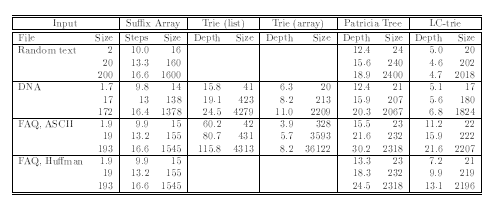 Input Suffix Array Trie (list) Trie (array) Patricia Tree LC-trie
File Size Steps Size Depth Size Depth Size Depth Size Depth Size
Random text 2 10.0 16 12.4 24 5.0 20
20 13.3 160 15.6 240 4.6 202
200 16.6 1600 18.9 2400 4.7 2018
DNA 1.7 9.8 14 15.8 41 6.3 20 12.4 21 5.1 17
17 13 138 19.1 423 8.2 213 15.9 207 5.6 180
172 16.4 1378 24.5 4279 11.0 2209 20.3 2067 6.8 1824
FAQ, ASCII 1.9 9.9 15 60.2 42 3.9 328 15.5 23 11.2 22
19 13.2 155 80.7 431 5.7 3593 21.6 232 15.9 222
193 16.6 1545 115.8 4313 8.2 36122 30.2 2318 21.6 2207
FAQ, Huffman 1.9 9.9 15 13.3 23 7.2 21
19 13.2 155 18.3 232 9.9 219
193 16.6 1545 24.5 2318 13.1 2196